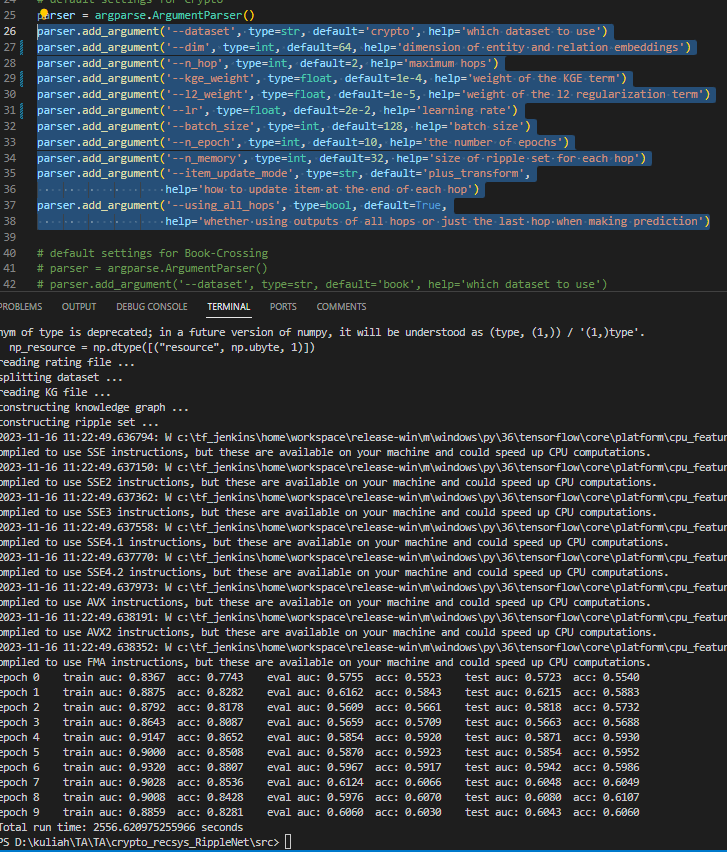 24 # default settings for Crypto
25 parser = argparse.ArgumentParser()
26 parser.add_argument('--dataset', type=str, default='crypto', help='which dataset to use')
27 parser.add_argument('--dim', type=int, default=64, help='dimension of entity and relation embeddings')
28 parser.add_argument('--n_hop', type=int, default=2, help='maximum hops')
29 parser.add_argument('--kge_weight', type=float, default=1e-4, help='weight of the KGE term')
30 parser.add_argument('--l2_weight', type=float, default=1e-5, help='weight of the l2 regularization term')
31 parser.add_argument('--lr', type=float, default=2e-2, help='learning rate')
32 parser.add_argument('--batch_size', type=int, default=128, help='batch size')
33 parser.add_argument('--n_epoch', type=int, default=10, help='the number of epochs')
34 parser.add_argument('--n_memory', type=int, default=32, help='size of ripple set for each hop')
35 parser.add_argument('--item_update_mode', type=str, default='plus_transform',
36 help='how to update item at the end of each hop')
37 parser.add_argument('--using_all_hops', type=bool, default=True,
38 help='whether using outputs of all hops or just the last hop when making prediction')
39
40 # default settings for Book-Crossing
41 # parser = argparse.ArgumentParser()
42 # parser.add_argument('--dataset', type=str, default='book', help='which dataset to use')
PROBLEMS OUTPUT DEBUG CONSOLE TERMINAL PORTS COMMENTS
nym of type is deprecated; in a future version of numpy, it will be understood as (type, (1,)) / '(1,)type'.
np_resource = np.dtype([("resource", np.ubyte, 1)])
reading rating file ...
splitting dataset ...
reading KG file ...
constructing knowledge graph ...
constructing ripple set ...
2023-11-16 11:22:49.636794: W c:\tf_jenkins\home\workspace\release-win\m\windows\py\36\tensorflow\core\platform\cpu_featur
ompiled to use SSE instructions, but these are available on your machine and could speed up CPU computations.
2023-11-16 11:22:49.637150: W c:\tf_jenkins\home\workspace\release-win\m\windows\py\36\tensorflow\core\platform\cpu_featur
ompiled to use SSE2 instructions, but these are available on your machine and could speed up CPU computations.
2023-11-16 11:22:49.637362: W c:\tf_jenkins\home\workspace\release-win\m\windows\py\36\tensorflow\core\platform\cpu_featur
ompiled to use SSE3 instructions, but these are available on your machine and could speed up CPU computations.
2023-11-16 11:22:49.637558: W c:\tf_jenkins\home\workspace\release-win\m\windows\py\36\tensorflow\core\platform\cpu_featur
ompiled to use SSE4.1 instructions, but these are available on your machine and could speed up CPU computations.
2023-11-16 11:22:49.637770: W c:\tf_jenkins\home\workspace\release-win\m\windows\py\36\tensorflow\core\platform\cpu_featur
ompiled to use SSE4.2 instructions, but these are available on your machine and could speed up CPU computations.
2023-11-16 11:22:49.637973: W c:\tf_jenkins\home\workspace\release-win\m\windows\py\36\tensorflow\core\platform\cpu_featur
ompiled to use AVX instructions, but these are available on your machine and could speed up CPU computations.
2023-11-16 11:22:49.638191: W c:\tf_jenkins\home\workspace\release-win\m\windows\py\36\tensorflow\core\platform\cpu_featur
ompiled to use AVX2 instructions, but these are available on your machine and could speed up CPU computations.
2023-11-16 11:22:49.638352: W c:\tf_jenkins\home\workspace\release-win\m\windows\py\36\tensorflow\core\platform\cpu_featur
ompiled to use FMA instructions, but these are available on your machine and could speed up CPU computations.
epoch 0 train auc: 0.8367 acc: 0.7743 eval auc: 0.5755 acc: 0.5523 test auc: 0.5723 acc: 0.5540
epoch 1 train auc: 0.8875 acc: 0.8282 eval auc: 0.6162 acc: 0.5843 test auc: 0.6215 acc: 0.5883
epoch 2 train auc: 0.8792 acc: 0.8178 eval auc: 0.5609 acc: 0.5661 test auc: 0.5818 acc: 0.5732
epoch 3 train auc: 0.8643 acc: 0.8087 eval auc: 0.5659 acc: 0.5709 test auc: 0.5663 acc: 0.5688
epoch 4 train auc: 0.9147 acc: 0.8652 eval auc: 0.5854 acc: 0.5920 test auc: 0.5871 acc: 0.5930
epoch 5 train auc: 0.9000 acc: 0.8508 eval auc: 0.5870 acc: 0.5923 test auc: 0.5854 acc: 0.5952
epoch 6 train auc: 0.9320 acc: 0.8807 eval auc: 0.5967 acc: 0.5917 test auc: 0.5942 acc: 0.5986
epoch 7 train auc: 0.9028 acc: 0.8536 eval auc: 0.6124 acc: 0.6066 test auc: 0.6048 acc: 0.6049
epoch 8 train auc: 0.9008 acc: 0.8428 eval auc: 0.5976 acc: 0.6070 test auc: 0.6080 acc: 0.6107
epoch 9 train auc: 0.8859 acc: 0.8281 eval auc: 0.6060 acc: 0.6030 test auc: 0.6043 acc: 0.6060
Total run time: 2556.620975255966 seconds
PS D:\kuliah\TA\TA\crypto_recsys_RippleNet\src>